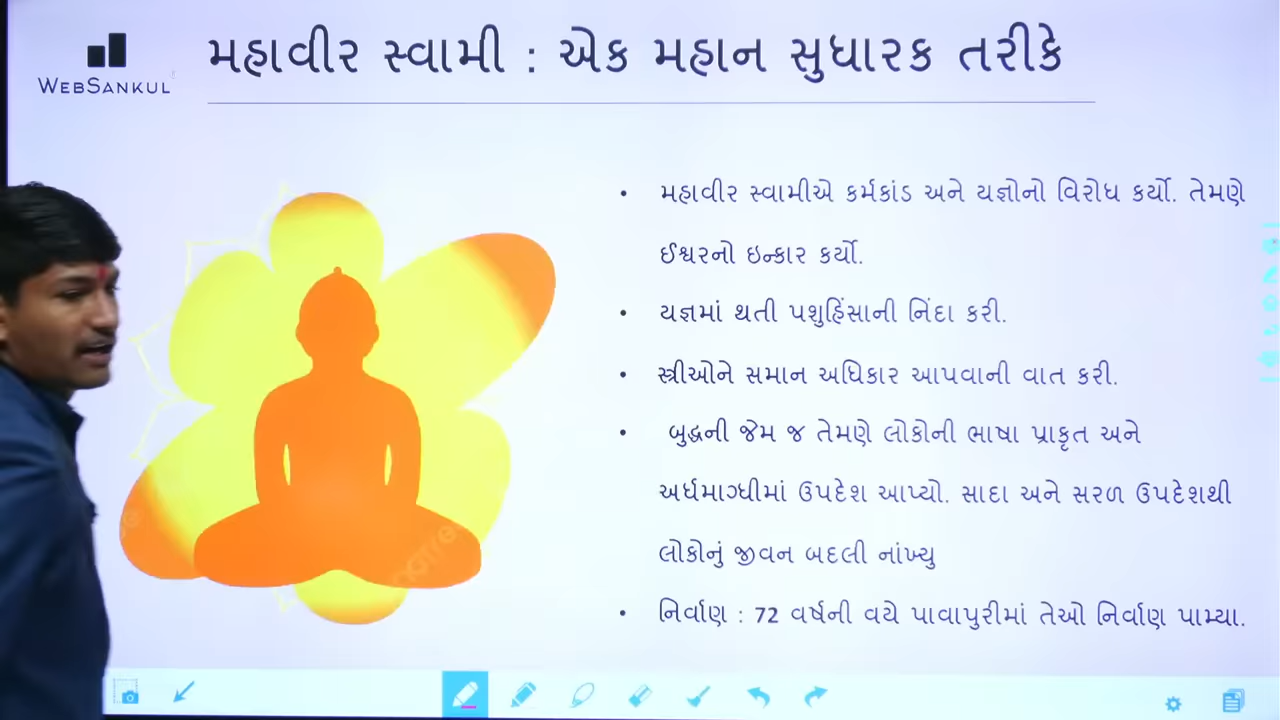 WEBSANKUL
મહાવીર સ્વામી : એક મહાન સુધારક તરીકે
• મહાવીર સ્વામીએ કર્મકાંડ અને યજ્ઞોનો વિરોધ કર્યો. તેમણે
ઈશ્વરનો ઇન્કાર કર્યો.
• યજ્ઞમાં થતી પશુહિંસાની નિંદા કરી.
• સ્ત્રીઓને સમાન અધિકાર આપવાની વાત કરી.
• બુદ્ધની જેમ જ તેમણે લોકોની ભાષા પ્રાકૃત અને
અર્ધમાગ્ધીમાં ઉપદેશ આપ્યો. સાદા અને સરળ ઉપદેશથી
લોકોનું જીવન બદલી નાંખ્યુ
• નિર્વાણ : 72 વર્ષની વયે પાવાપુરીમાં તેઓ નિર્વાણ પામ્યા.